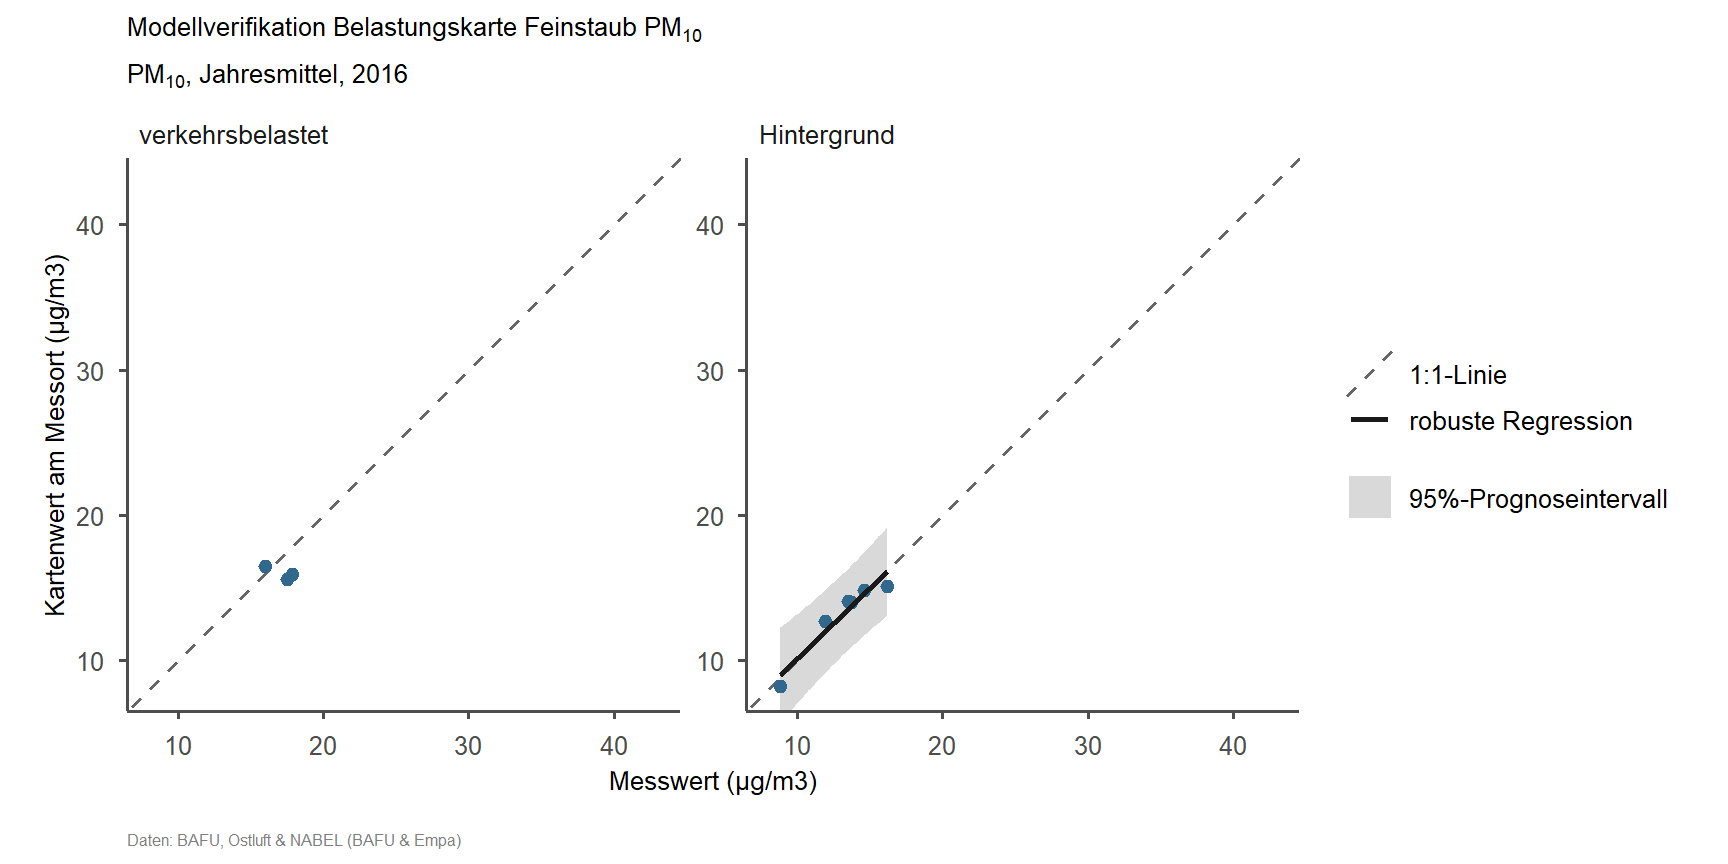 Modellverifikation Belastungskarte Feinstaub PM10
PM10, Jahresmittel, 2016
verkehrsbelastet
Hintergrund
Kartenwert am Messort (µg/m3)
40
30
20
10
10 20 30 40
40
30
20
10
10 20 30 40
Messwert (µg/m3)
1:1-Linie
robuste Regression
95%-Prognoseintervall
Daten: BAFU, Ostluft & NABEL (BAFU & Empa)